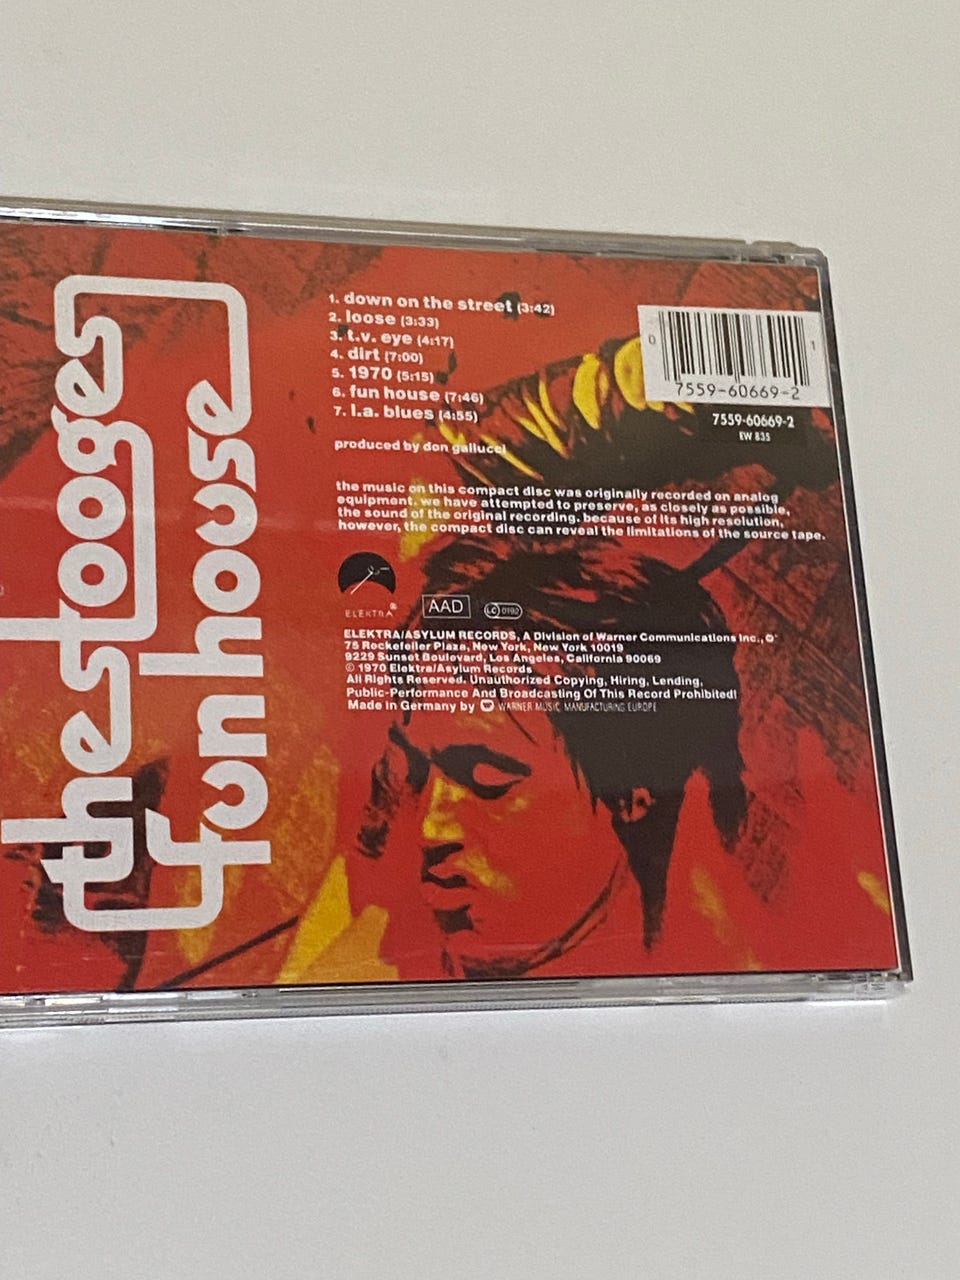 the stooges
funhouse
1. down on the street (3:42)
2. loose (3:33)
3. t.v. eye (4:17)
4. dirt (7:00)
5. 1970 (5:15)
6. fun house (7:46)
7. l.a. blues (4:55)
produced by don gallucci
0
1
7559-60669-2
7559-60669-2
EW 835
the music on this compact disc was originally recorded on analog
equipment. we have attempted to preserve, as closely as possible,
the sound of the original recording. because of its high resolution,
however, the compact disc can reveal the limitations of the source tape.
ELEKTRA®
AAD
LC 0192
ELEKTRA/ASYLUM RECORDS, A Division of Warner Communications Inc.,
75 Rockefeller Plaza, New York, New York 10019
9229 Sunset Boulevard, Los Angeles, California 90069
© 1970 Elektra/Asylum Records
All Rights Reserved. Unauthorized Copying, Hiring, Lending,
Public-Performance And Broadcasting Of This Record Prohibited!
Made in Germany by WARNER MUSIC MANUFACTURING EUROPE